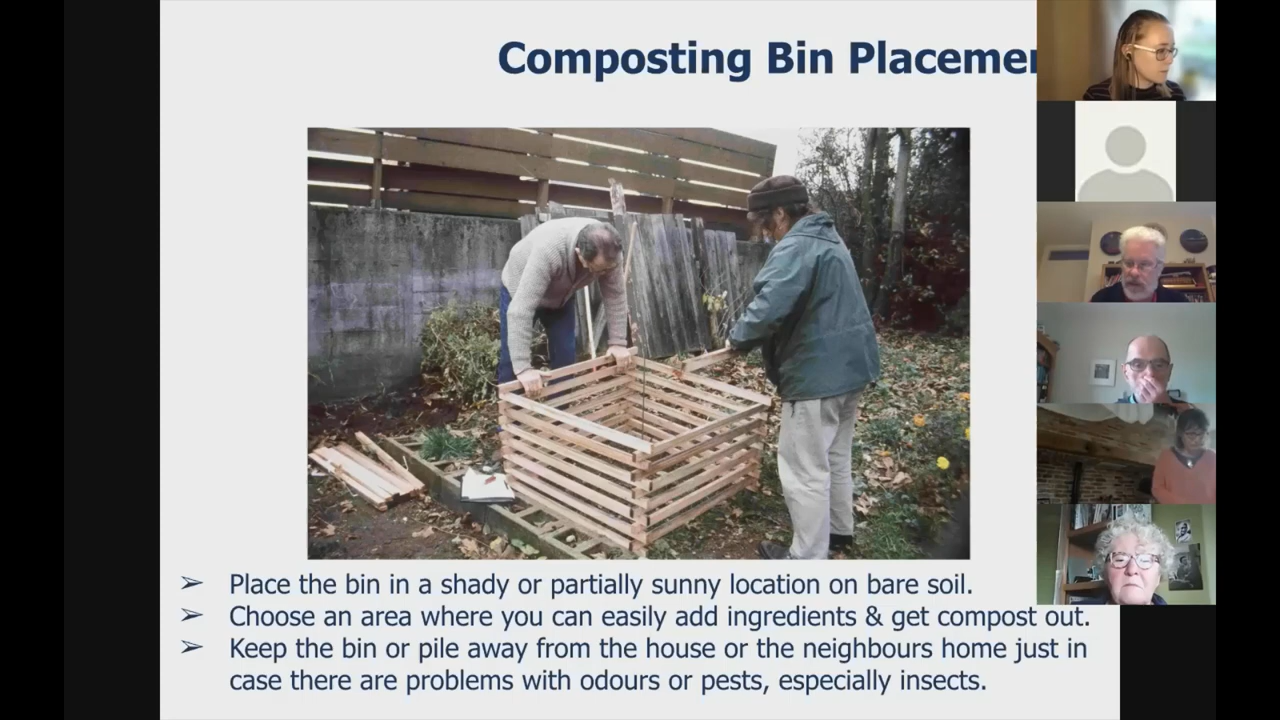 Composting Bin Placemen
➢ Place the bin in a shady or partially sunny location on bare soil.
➢ Choose an area where you can easily add ingredients & get compost out.
➢ Keep the bin or pile away from the house or the neighbours home just in
case there are problems with odours or pests, especially insects.